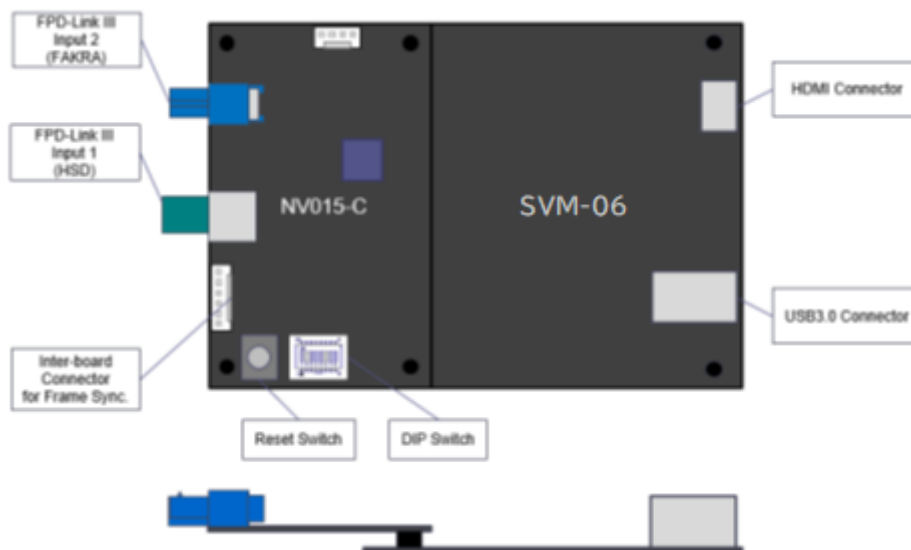 FPD-Link III
Input 2
(FAKRA)
HDMI Connector
FPD-Link III
Input 1
(HSD)
NV015-C
SVM-06
USB3.0 Connector
Inter-board
Connector
for Frame Sync.
Reset Switch
DIP Switch